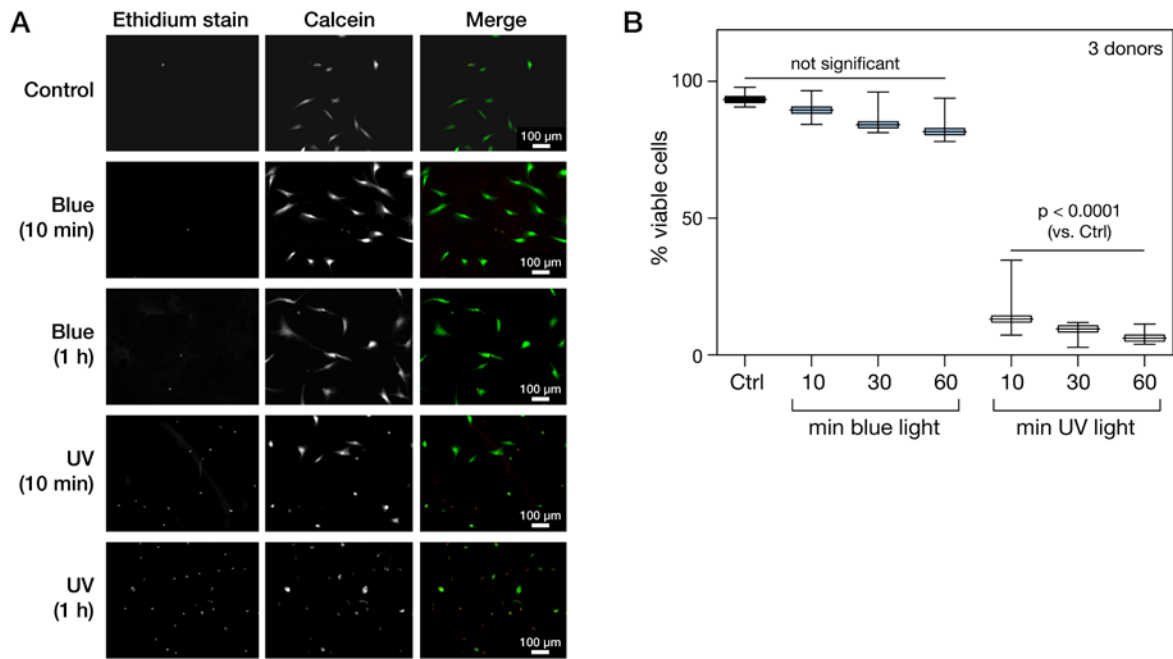 A
Ethidium stain Calcein Merge
Control
100 µm
Blue
(10 min)
100 µm
Blue
(1 h)
100 µm
UV
(10 min)
100 µm
UV
(1 h)
100 µm
B
3 donors
not significant
p < 0.0001
(vs. Ctrl)
% viable cells
100
50
0
Ctrl 10 30 60 10 30 60
min blue light min UV light